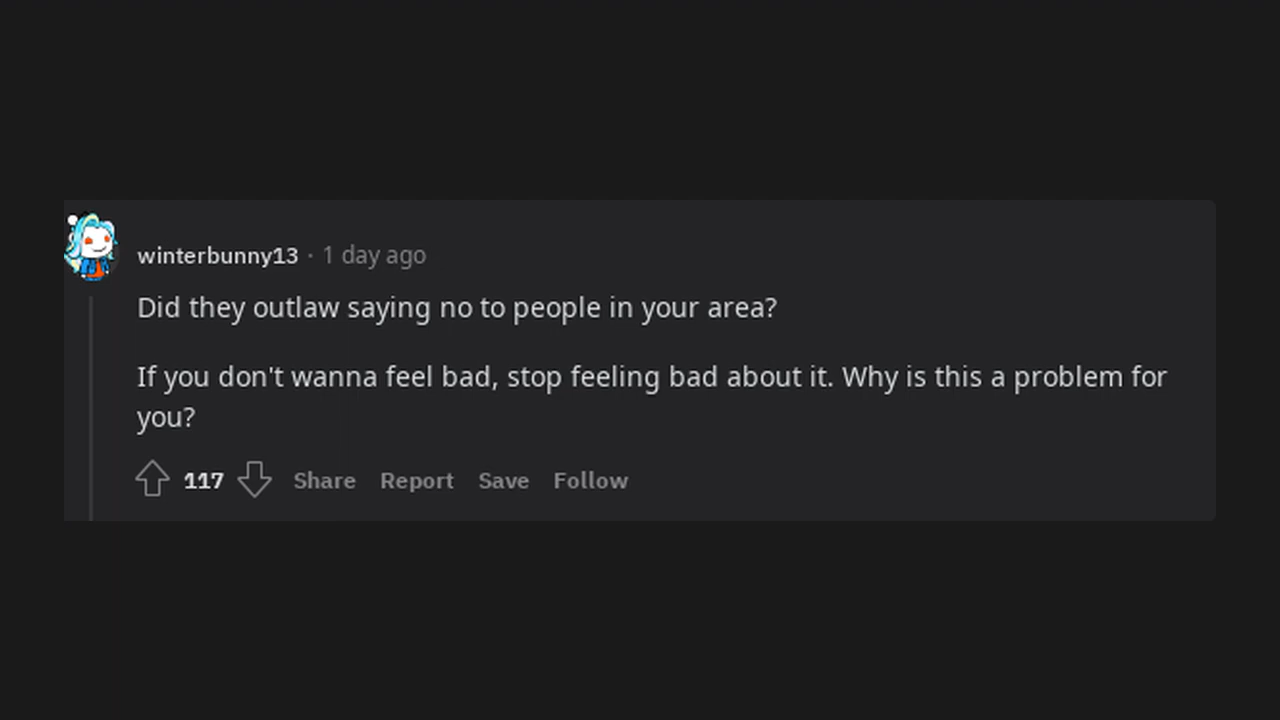 winterbunny13 · 1 day ago
Did they outlaw saying no to people in your area?
If you don't wanna feel bad, stop feeling bad about it. Why is this a problem for
you?
117 Share Report Save Follow